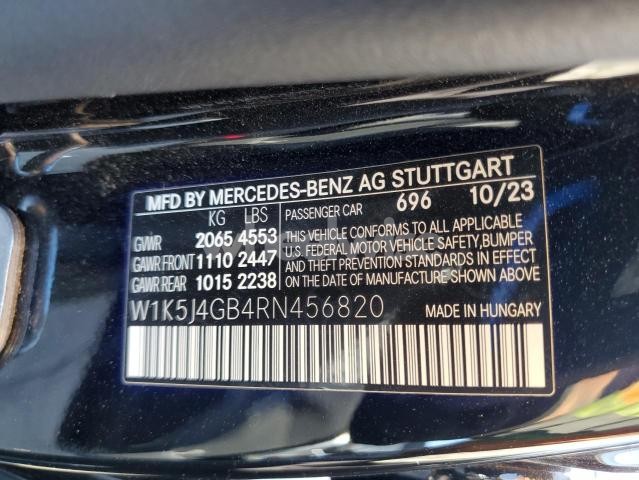 MFD BY MERCEDES-BENZ AG STUTTGART
KG LBS PASSENGER CAR 696 10/23
GVWR 2065 4553 THIS VEHICLE CONFORMS TO ALL APPLICABLE
GAWR FRONT 1110 2447 U.S. FEDERAL MOTOR VEHICLE SAFETY, BUMPER
AND THEFT PREVENTION STANDARDS IN EFFECT
GAWR REAR 1015 2238 ON DATE OF MANUFACTURE SHOWN ABOVE
W1K5J4GB4RN456820 MADE IN HUNGARY